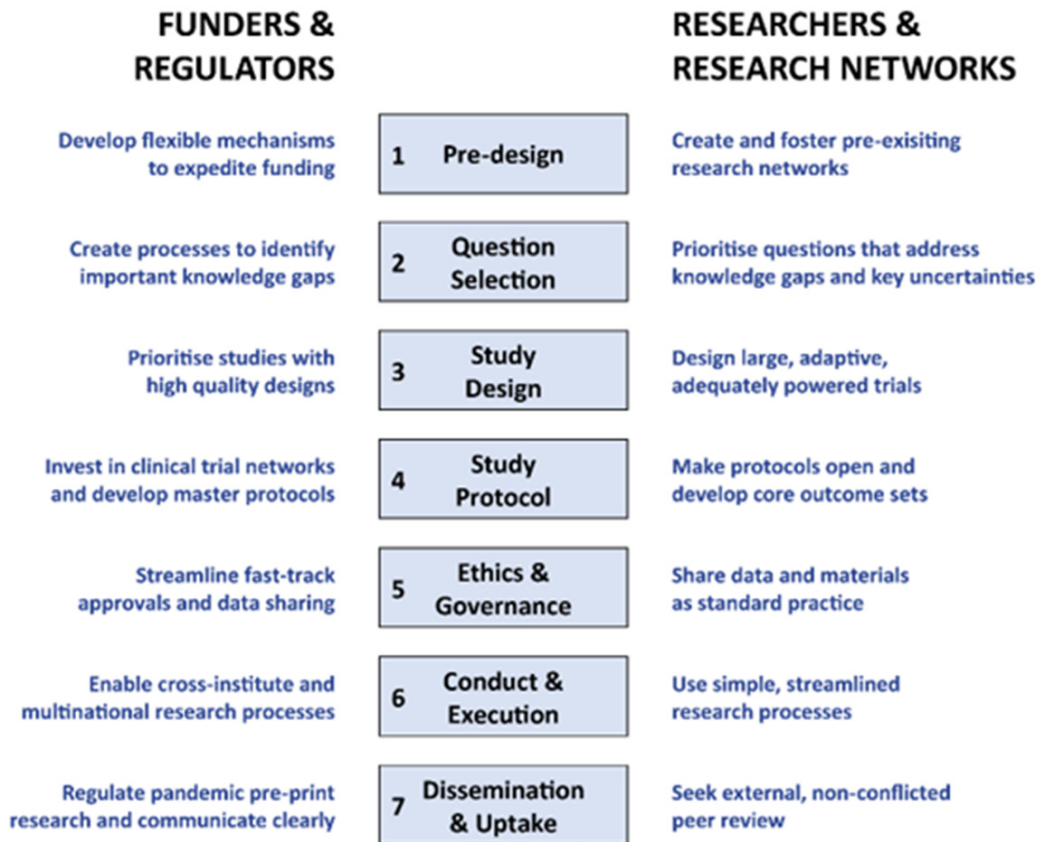 FUNDERS &
REGULATORS
RESEARCHERS &
RESEARCH NETWORKS
Develop flexible mechanisms
to expedite funding
1 Pre-design
Create and foster pre-exisiting
research networks
Create processes to identify
important knowledge gaps
2 Question
Selection
Prioritise questions that address
knowledge gaps and key uncertainties
Prioritise studies with
high quality designs
3 Study
Design
Design large, adaptive,
adequately powered trials
Invest in clinical trial networks
and develop master protocols
4 Study
Protocol
Make protocols open and
develop core outcome sets
Streamline fast-track
approvals and data sharing
5 Ethics &
Governance
Share data and materials
as standard practice
Enable cross-institute and
multinational research processes
6 Conduct &
Execution
Use simple, streamlined
research processes
Regulate pandemic pre-print
research and communicate clearly
7 Dissemination
& Uptake
Seek external, non-conflicted
peer review